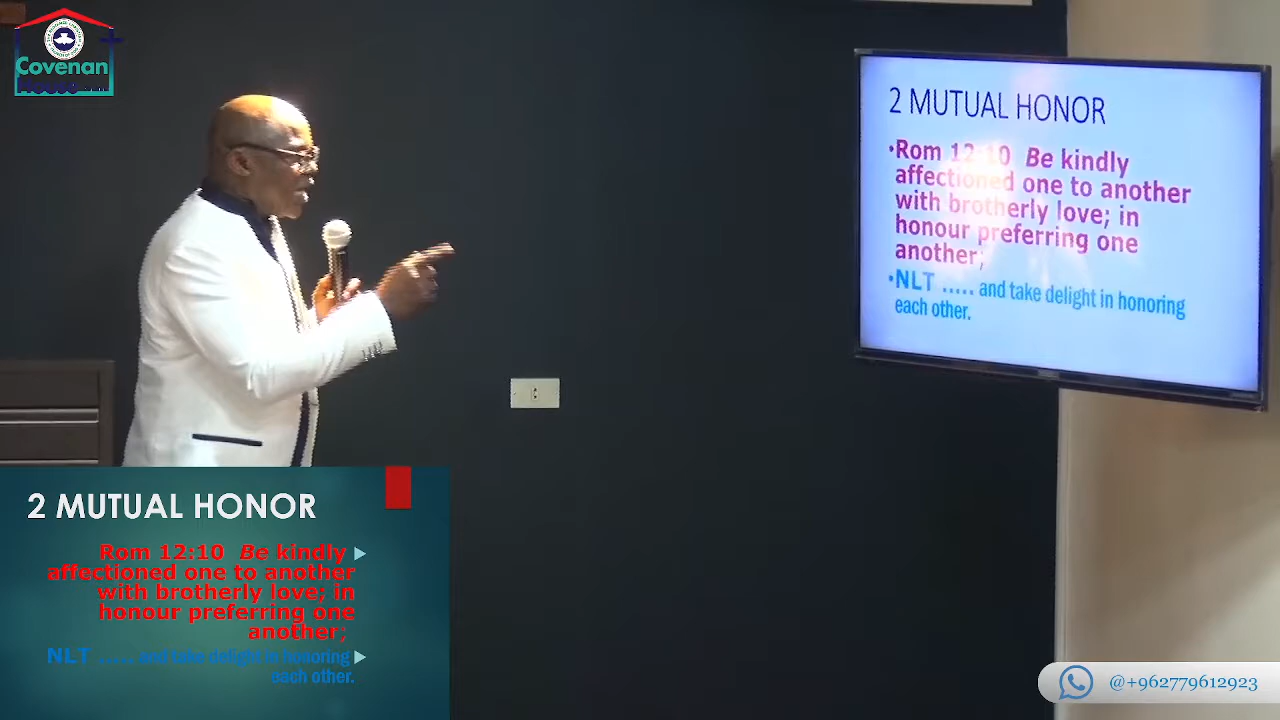 Covenan
2 MUTUAL HONOR
•Rom 12:10 Be kindly
affectioned one to another
with brotherly love; in
honour preferring one
another;
•NLT ..... and take delight in honoring
each other.
2 MUTUAL HONOR
Rom 12:10 Be kindly
affectioned one to another
with brotherly love; in
honour preferring one
another;
NLT ..... and take delight in honoring
each other.
@+962779612923